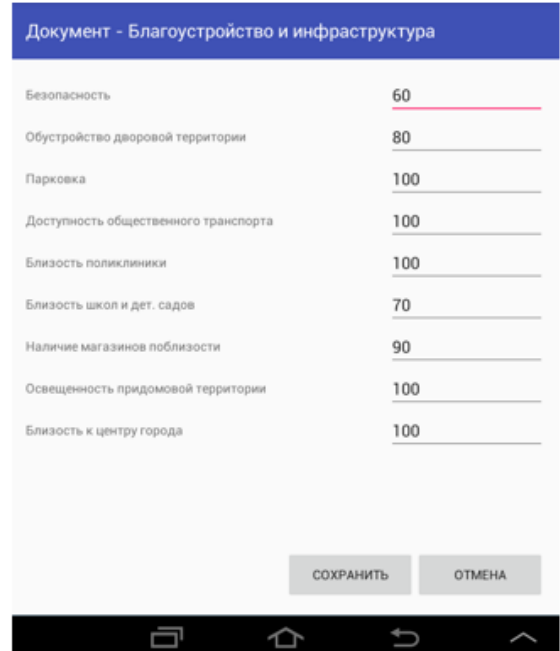 Документ - Благоустройство и инфраструктура
Безопасность 60
Обустройство дворовой территории 80
Парковка 100
Доступность общественного транспорта 100
Близость поликлиники 100
Близость школ и дет. садов 70
Наличие магазинов поблизости 90
Освещенность придомовой территории 100
Близость к центру города 100
СОХРАНИТЬ ОТМЕНА